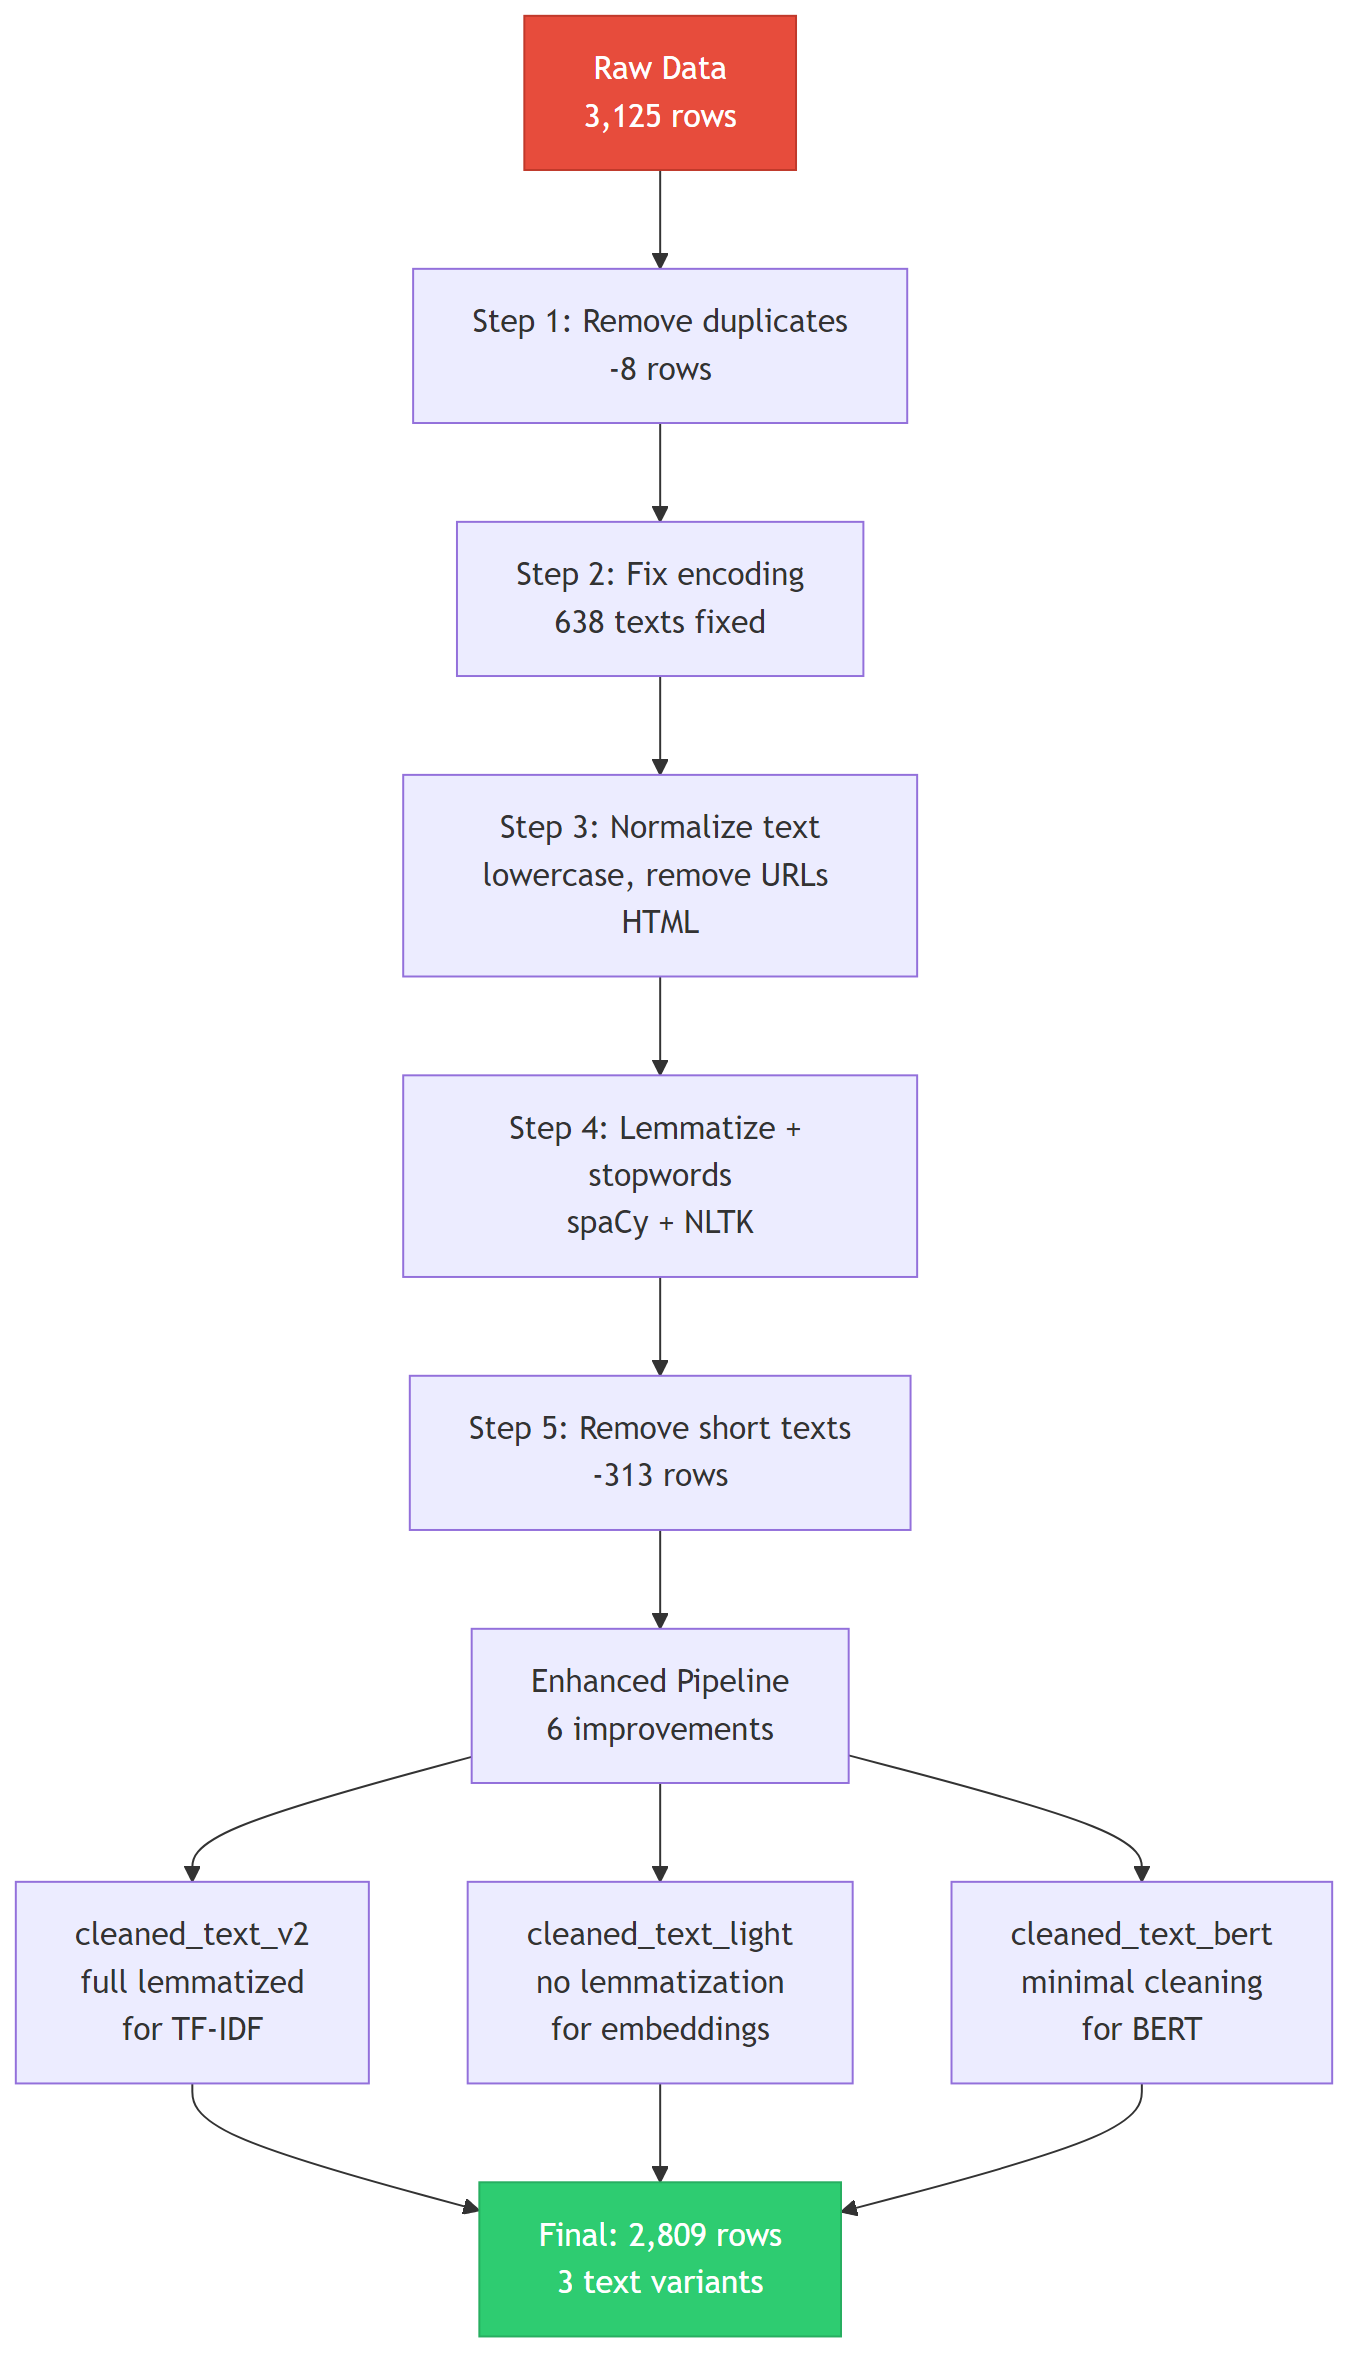 Raw Data
3,125 rows
Step 1: Remove duplicates
-8 rows
Step 2: Fix encoding
638 texts fixed
Step 3: Normalize text
lowercase, remove URLs
HTML
Step 4: Lemmatize +
stopwords
spaCy + NLTK
Step 5: Remove short texts
-313 rows
Enhanced Pipeline
6 improvements
cleaned_text_v2
full lemmatized
for TF-IDF
cleaned_text_light
no lemmatization
for embeddings
cleaned_text_bert
minimal cleaning
for BERT
Final: 2,809 rows
3 text variants